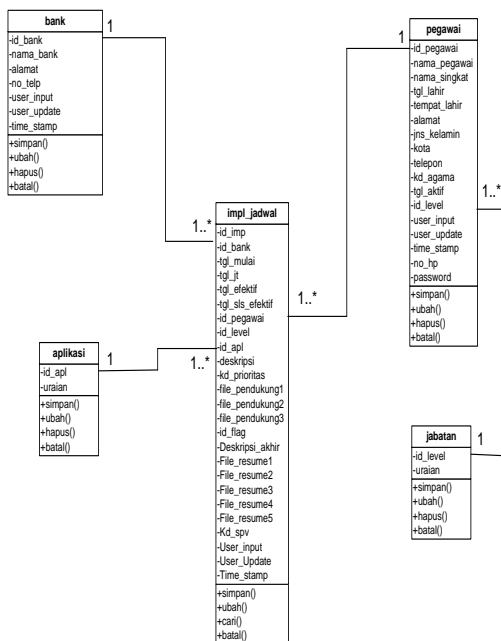 bank
-id_bank
-nama_bank
-alamat
-no_telp
-user_input
-user_update
-time_stamp
+simpan()
+ubah()
+hapus()
+batal()
1
1..*
aplikasi
-id_apl
-uraian
+simpan()
+ubah()
+hapus()
+batal()
1
1..*
impl_jadwal
-id_imp
-id_bank
-tgl_mulai
-tgl_jt
-tgl_efektif
-tgl_sls_efektif
-id_pegawai
-id_level
-id_apl
-deskripsi
-kd_prioritas
-file_pendukung1
-file_pendukung2
-file_pendukung3
-id_flag
-Deskripsi_akhir
-File_resume1
-File_resume2
-File_resume3
-File_resume4
-File_resume5
-Kd_spv
-User_input
-User_Update
-Time_stamp
+simpan()
+ubah()
+cari()
+batal()
1..*
1
pegawai
-id_pegawai
-nama_pegawai
-nama_singkat
-tgl_lahir
-tempat_lahir
-alamat
-jns_kelamin
-kota
-telepon
-kd_agama
-tgl_aktif
-id_level
-user_input
-user_update
-time_stamp
-no_hp
-password
+simpan()
+ubah()
+hapus()
+batal()
1..*
jabatan
-id_level
-uraian
+simpan()
+ubah()
+hapus()
+batal()
1